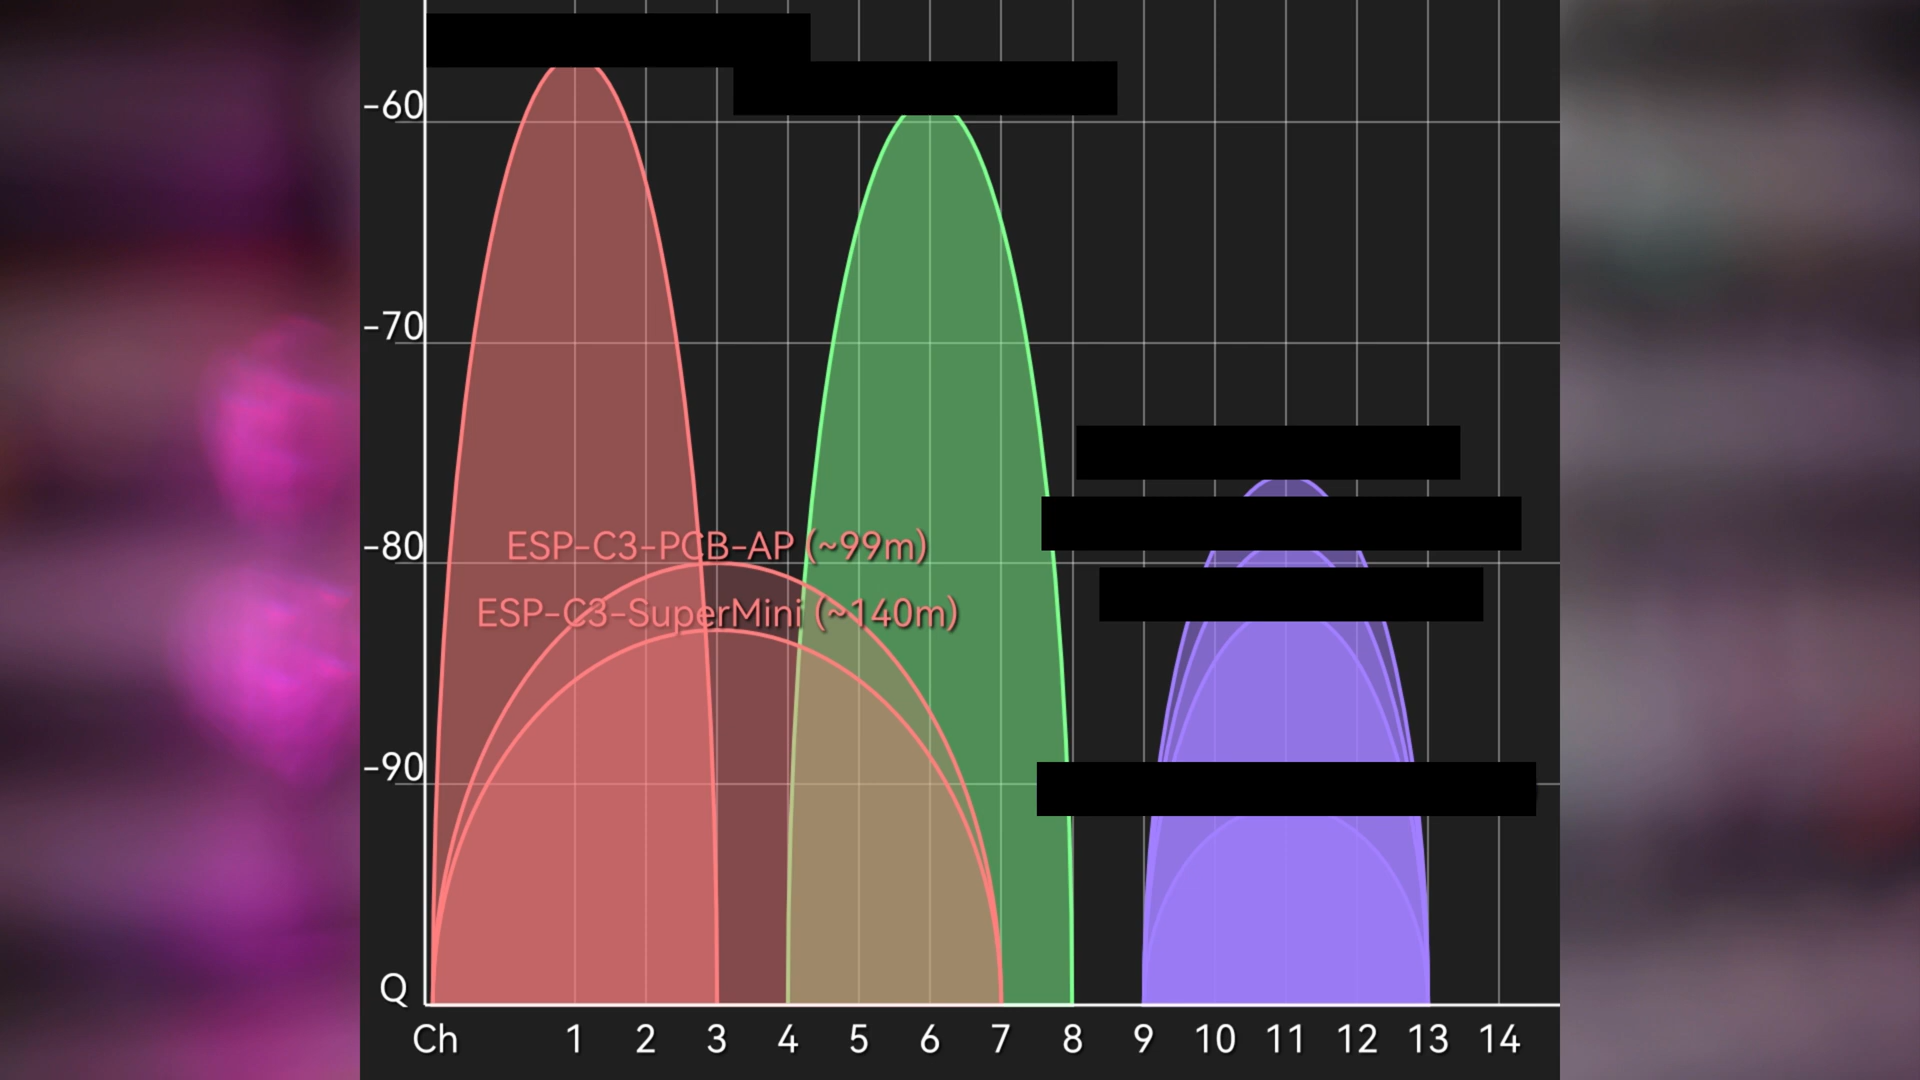 -60
-70
-80
-90
ESP-C3-PCB-AP (~99m)
ESP-C3-SuperMini (~140m)
Q
Ch 1 2 3 4 5 6 7 8 9 10 11 12 13 14